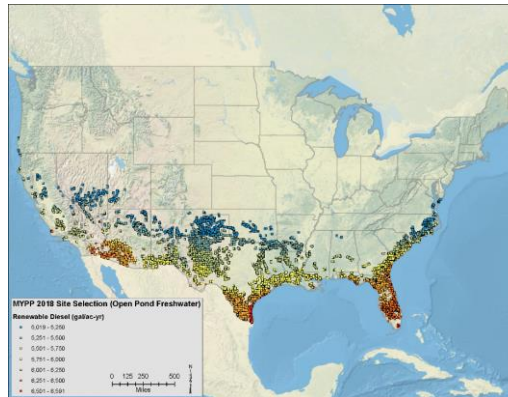 MYPP 2018 Site Selection (Open Pond Freshwater)
Renewable Diesel (gal/ac-yr)
5,019 - 5,250
5,251 - 5,500
5,501 - 5,750
5,751 - 6,000
6,001 - 6,250
6,251 - 6,500
6,501 - 6,591
0 125 250 500
Miles
N